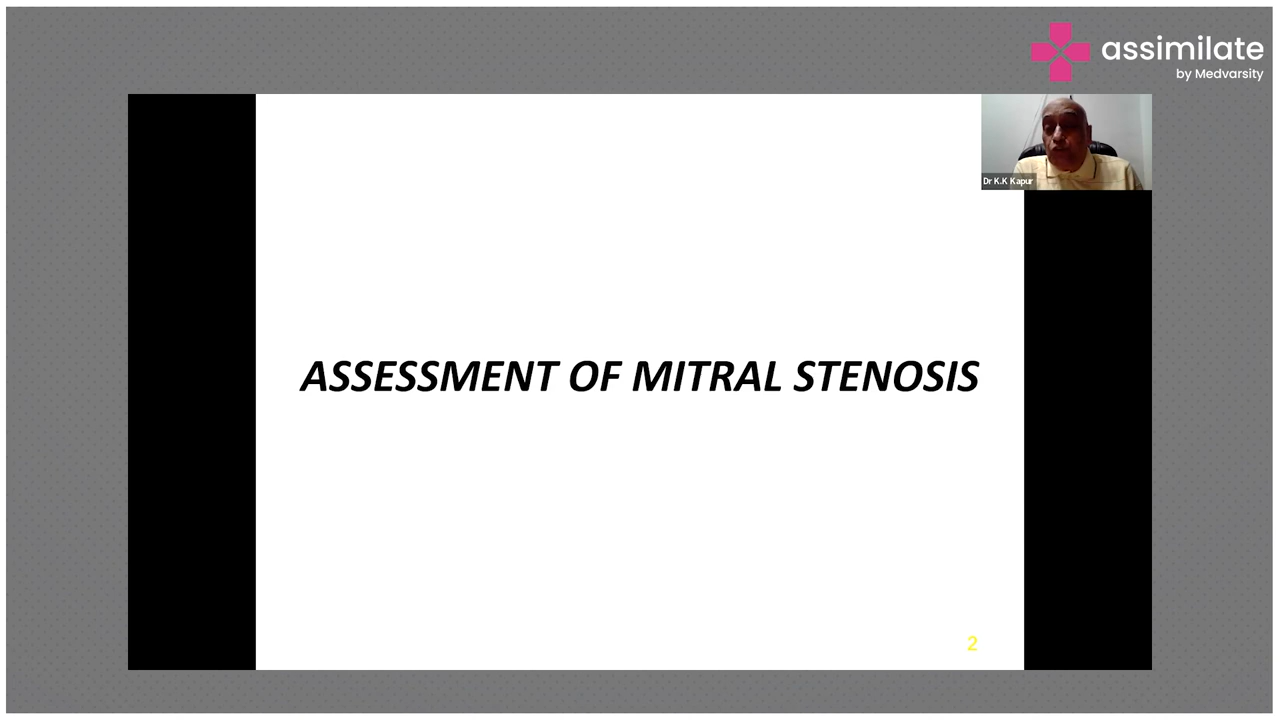 assimilate
by Medvarsity
Dr K.K Kapur
ASSESSMENT OF MITRAL STENOSIS
2